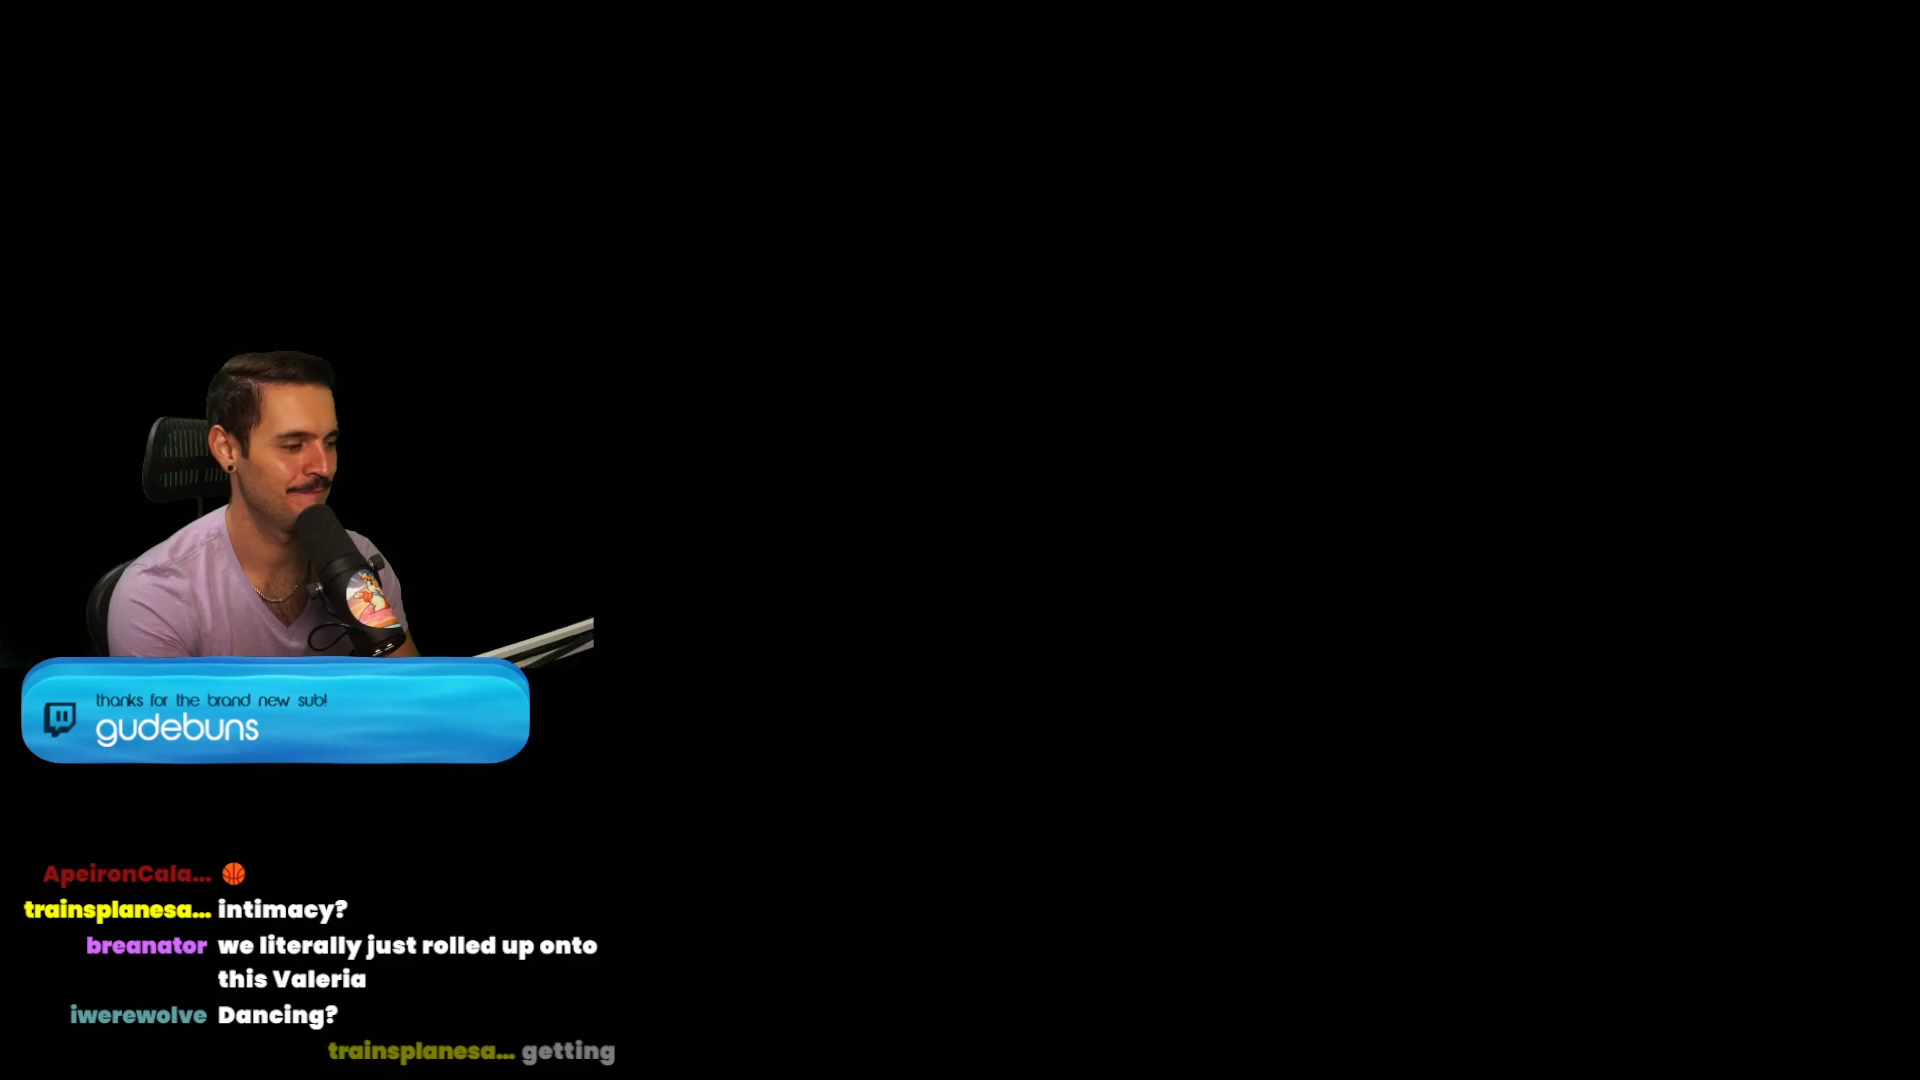 thanks for the brand new sub!
gudebuns
ApeironCala...
trainsplanesa... intimacy?
breanator we literally just rolled up onto
this Valeria
iwerewolve Dancing?
trainsplanesa... getting